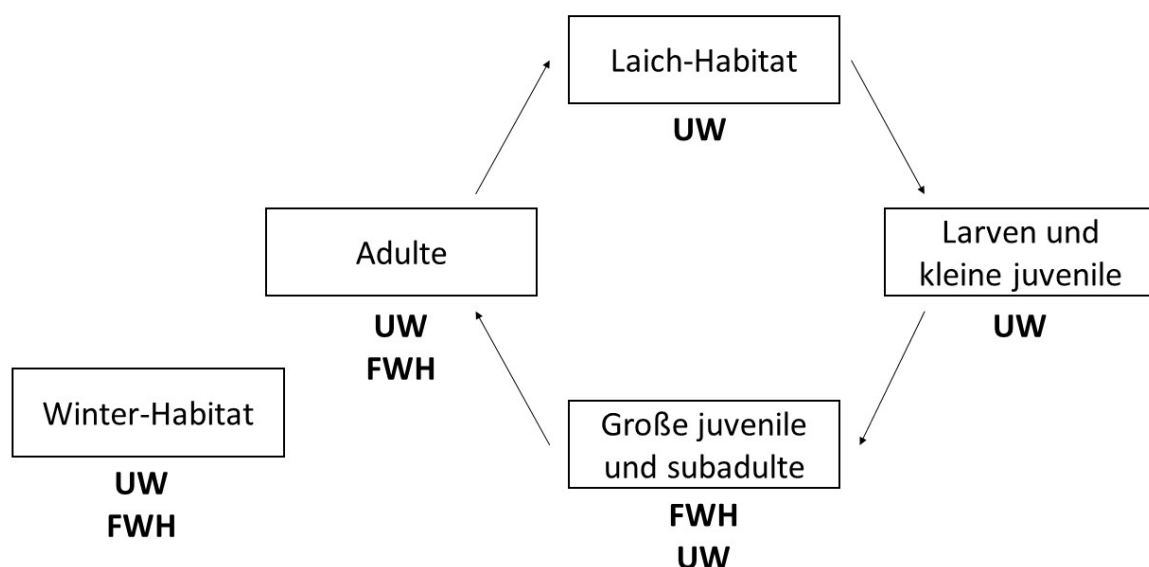 Laich-Habitat
UW
Adulte
UW
FWH
Larven und
kleine juvenile
UW
Winter-Habitat
UW
FWH
Große juvenile
und subadulte
FWH
UW